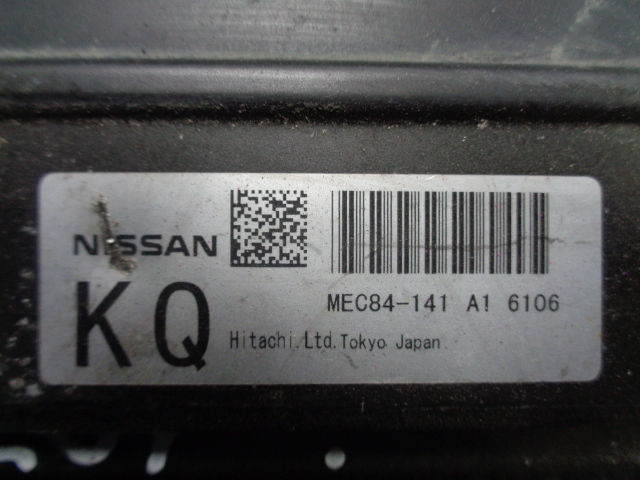 NISSAN
KQ
MEC84-141 A1 6106
Hitachi.Ltd.Tokyo Japan